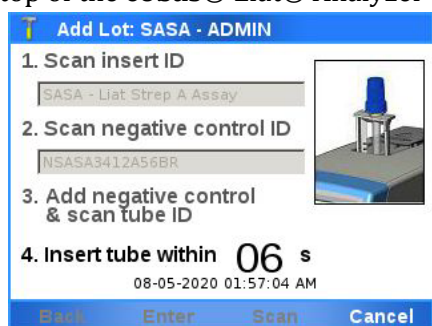 top of the cobas® Liat® Analyzer
Add Lot: SASA - ADMIN
1. Scan insert ID
SASA - Liat Strep A Assay
2. Scan negative control ID
NSASA3412A56BR
3. Add negative control
& scan tube ID
4. Insert tube within 06 s
08-05-2020 01:57:04 AM
Back Enter Scan Cancel